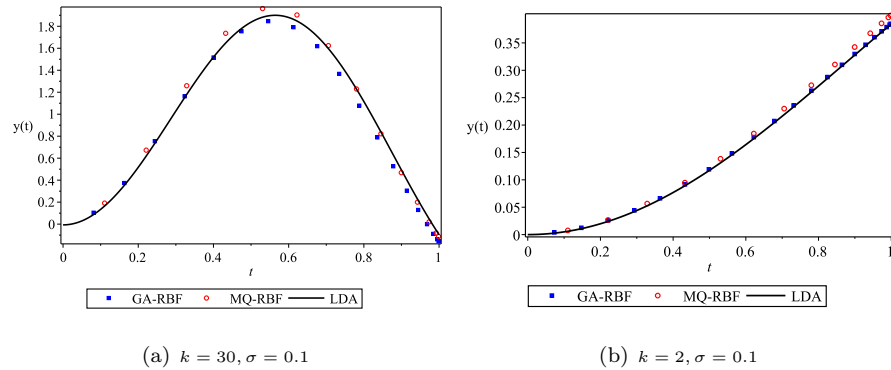 1.8
1.6
1.4
1.2
y(t)
1
0.8
0.6
0.4
0.2
0
0 0.2 0.4 0.6 0.8 1
t
GA-RBF MQ-RBF LDA
(a) k = 30, σ = 0.1
0.35
0.30
0.25
y(t)
0.20
0.15
0.10
0.05
0
0 0.2 0.4 0.6 0.8 1
t
GA-RBF MQ-RBF LDA
(b) k = 2, σ = 0.1